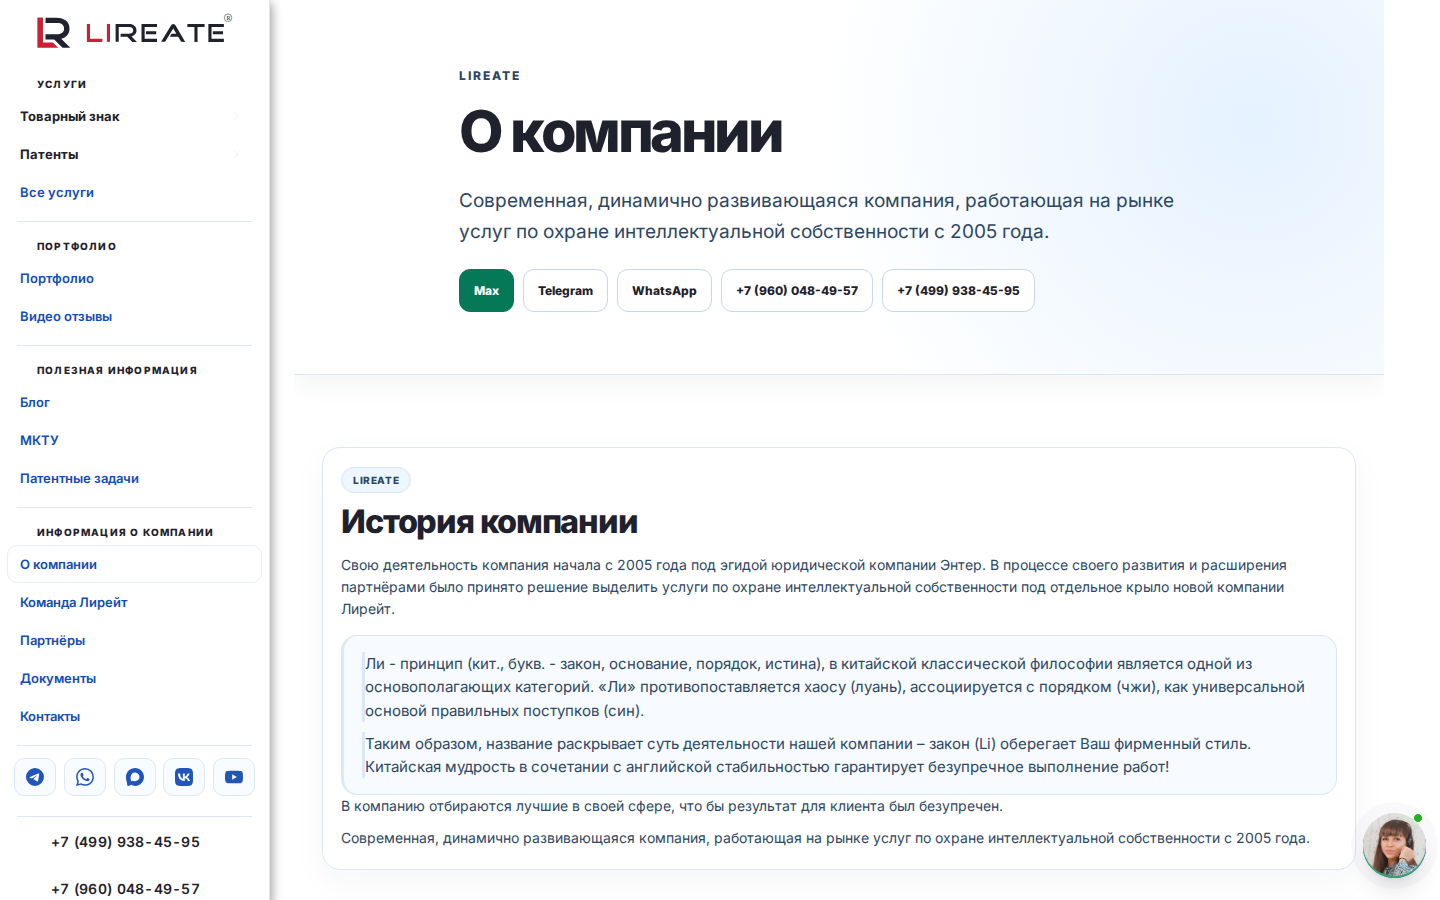 LIREATE®
УСЛУГИ
Товарный знак
Патенты
Все услуги
ПОРТФОЛИО
Портфолио
Видео отзывы
ПОЛЕЗНАЯ ИНФОРМАЦИЯ
Блог
МКТУ
Патентные задачи
ИНФОРМАЦИЯ О КОМПАНИИ
О компании
Команда Лирейт
Партнёры
Документы
Контакты
+7 (499) 938-45-95
+7 (960) 048-49-57
LIREATE
О компании
Современная, динамично развивающаяся компания, работающая на рынке
услуг по охране интеллектуальной собственности с 2005 года.
Max Telegram WhatsApp +7 (960) 048-49-57 +7 (499) 938-45-95
LIREATE
История компании
Свою деятельность компания начала с 2005 года под эгидой юридической компании Энтер. В процессе своего развития и расширения
партнёрами было принято решение выделить услуги по охране интеллектуальной собственности под отдельное крыло новой компании
Лирейт.
Ли - принцип (кит., букв. - закон, основание, порядок, истина), в китайской классической философии является одной из
основополагающих категорий. «Ли» противопоставляется хаосу (луань), ассоциируется с порядком (чжи), как универсальной
основой правильных поступков (син).
Таким образом, название раскрывает суть деятельности нашей компании – закон (Li) оберегает Ваш фирменный стиль.
Китайская мудрость в сочетании с английской стабильностью гарантирует безупречное выполнение работ!
В компанию отбираются лучшие в своей сфере, что бы результат для клиента был безупречен.
Современная, динамично развивающаяся компания, работающая на рынке услуг по охране интеллектуальной собственности с 2005 года.